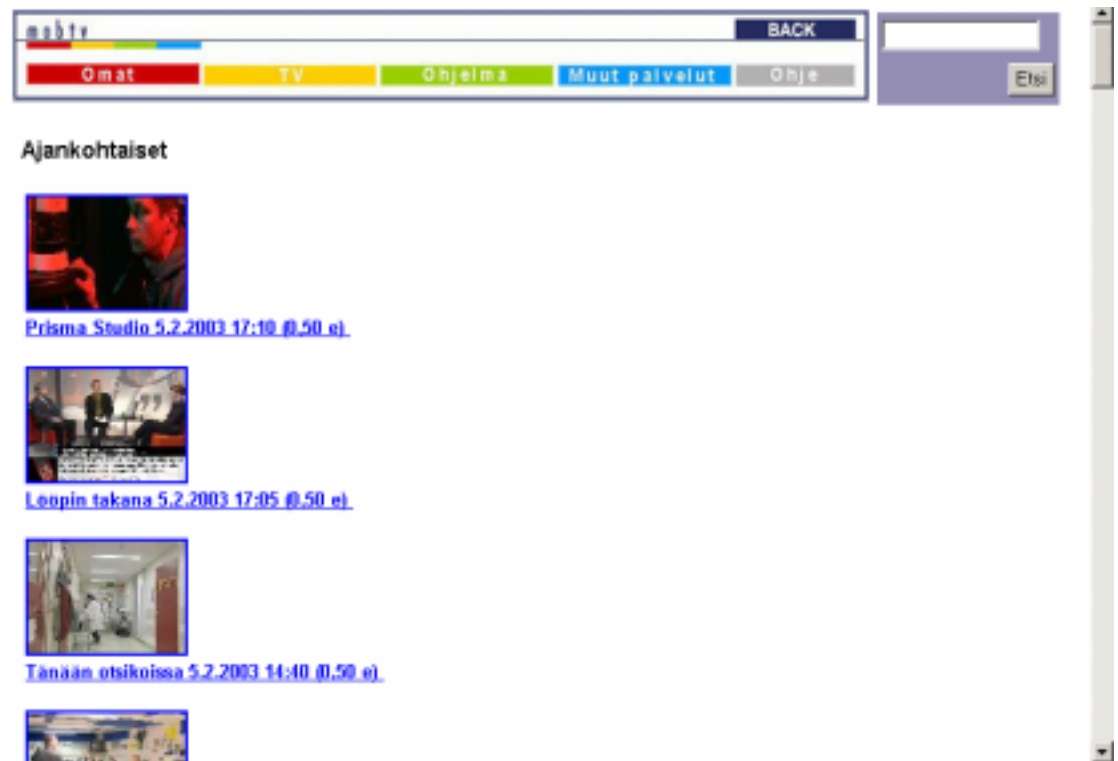 mobtv
BACK
Omat TV Ohjelma Muut palvelut Ohje
Etsi
Ajankohtaiset
Prisma Studio 5.2.2003 17:10 (0,50 e)
Lööpin takana 5.2.2003 17:05 (0,50 e)
Tänään otsikoissa 5.2.2003 14:40 (0,50 e)